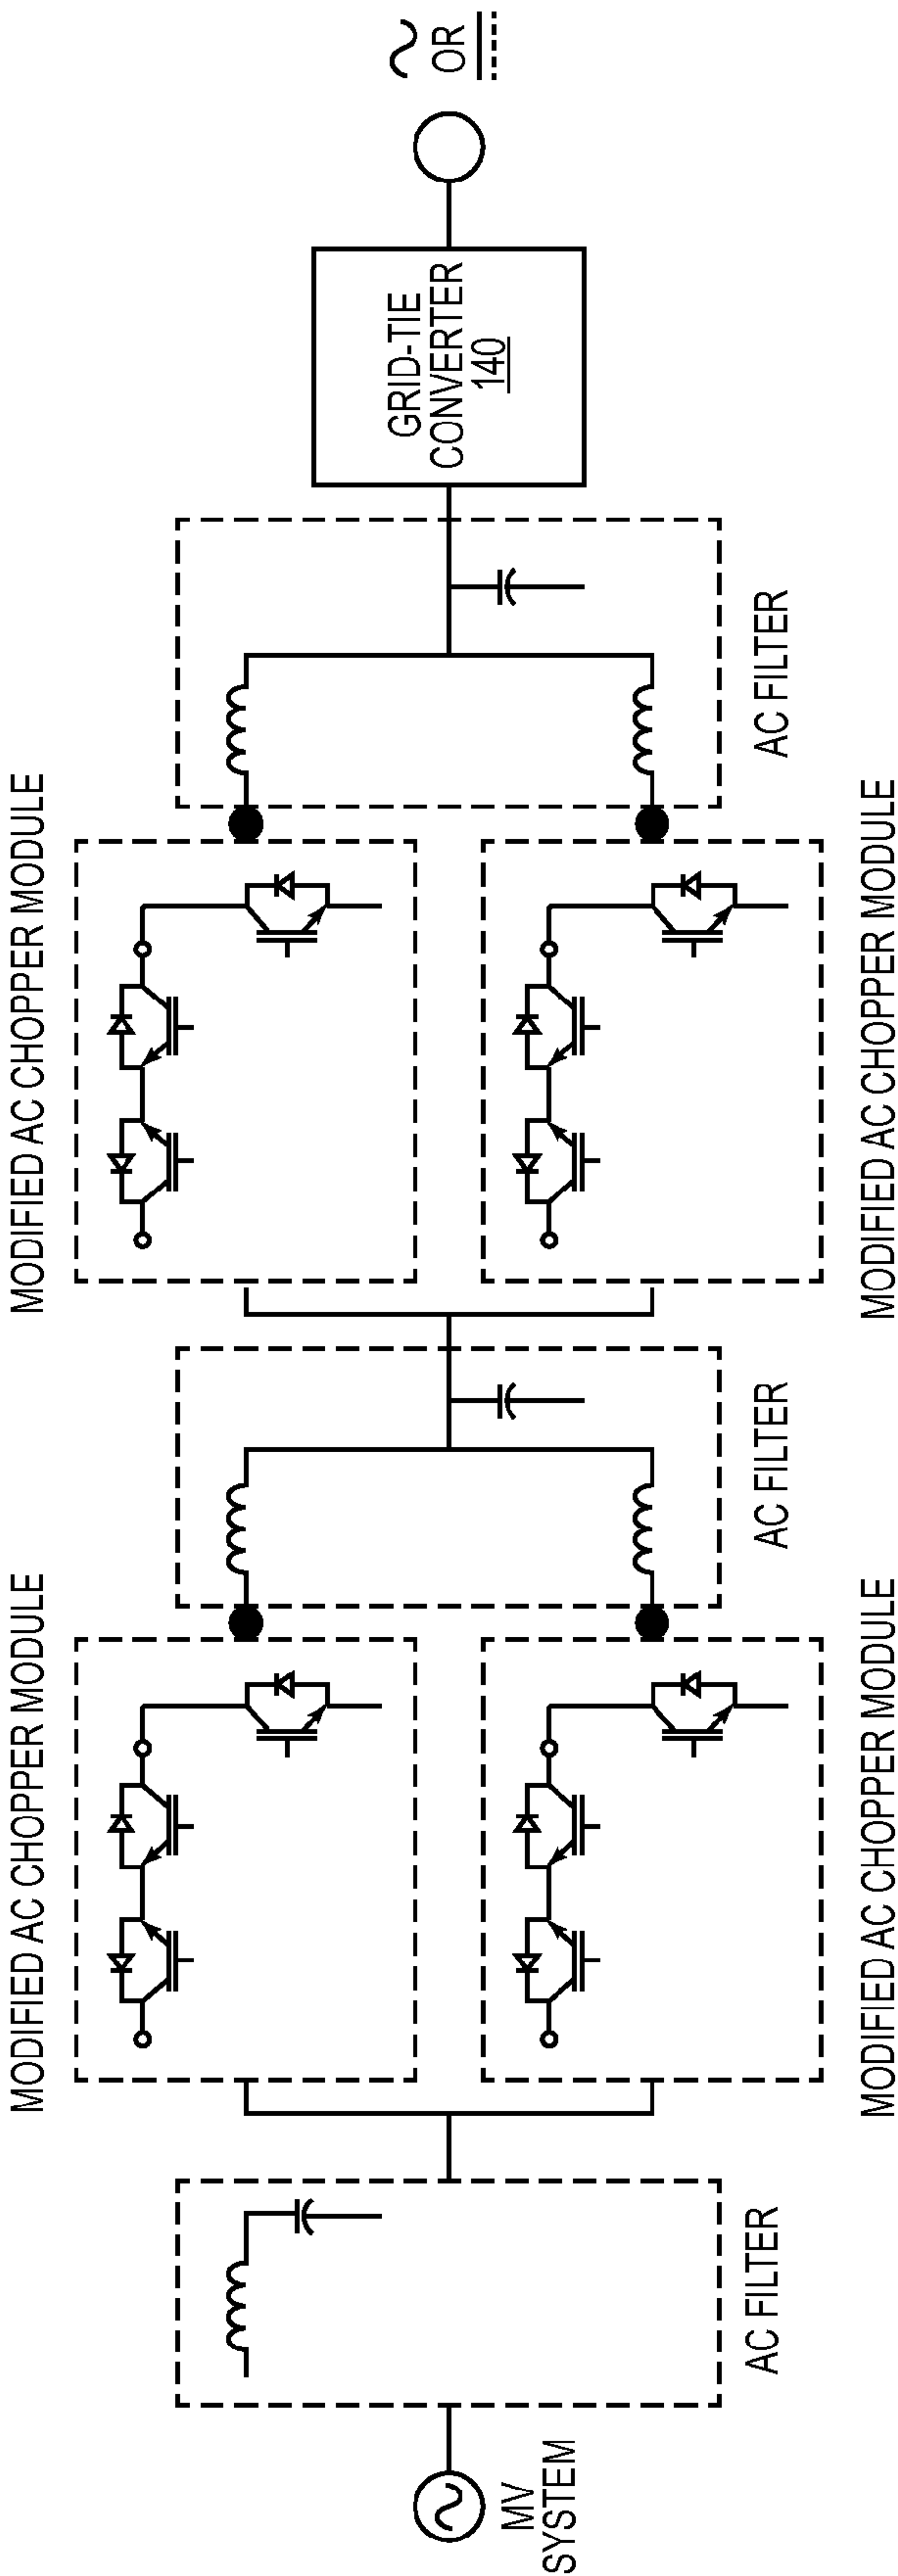 MV
SYSTEM
AC FILTER
MODIFIED AC CHOPPER MODULE
MODIFIED AC CHOPPER MODULE
AC FILTER
MODIFIED AC CHOPPER MODULE
MODIFIED AC CHOPPER MODULE
AC FILTER
GRID-TIE
CONVERTER
140
OR